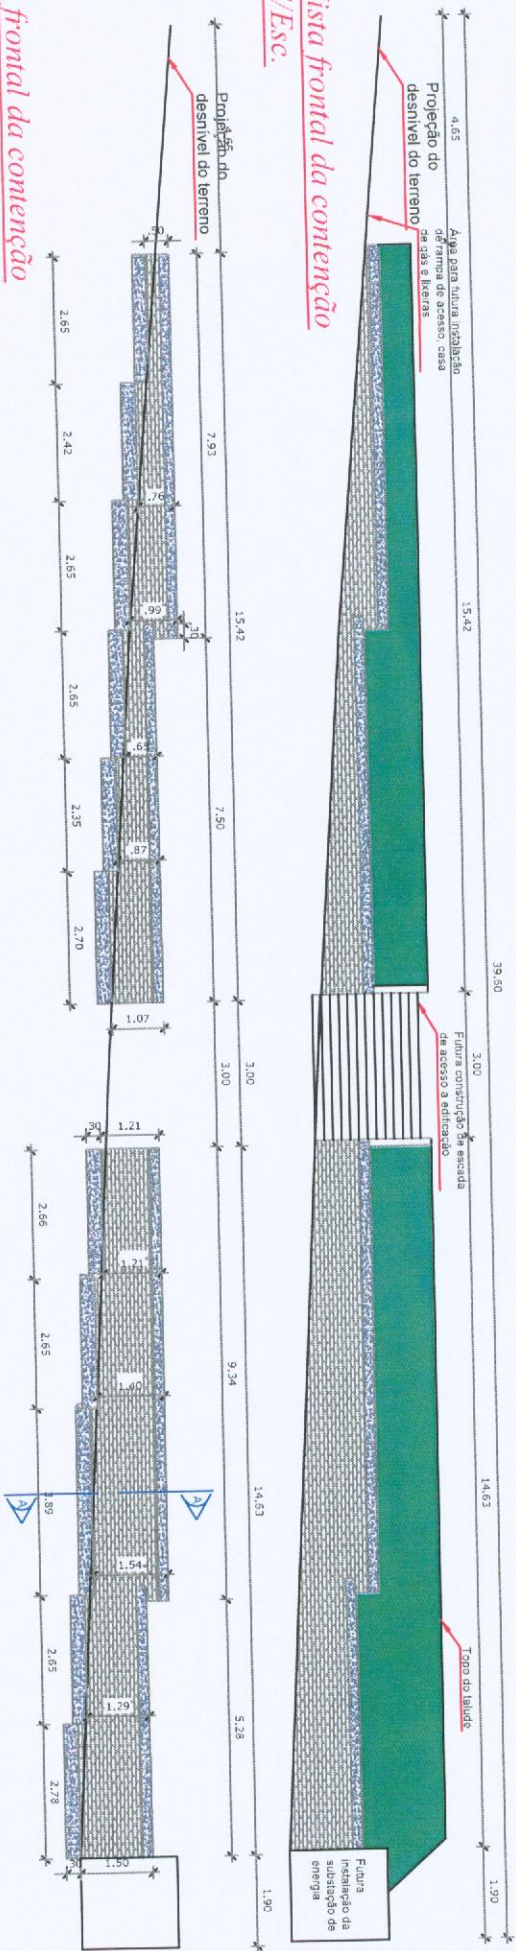 4.65
39.60
15.42
3.00
14.63
1.90
Projeção do
desnível do terreno
Área para futura instalação
de rampa de acesso, casa
de gás e lixeiras
Futura construção de escada
de acesso a edificação
Topo do talude
Futura
instalação da
substação de
energia
ista frontal da contenção
/Esc.
4.65
15.42
3.00
14.63
1.90
7.93
7.50
3.00
9.34
5.28
Projeção do
desnível do terreno
.50
.76
.99
.30
.65
.87
1.07
.30
1.21
1.21
1.40
1.54
1.29
1.50
A
A
2.65
2.42
2.65
2.65
2.35
2.70
2.66
2.65
3.89
2.65
2.78
frontal da contenção